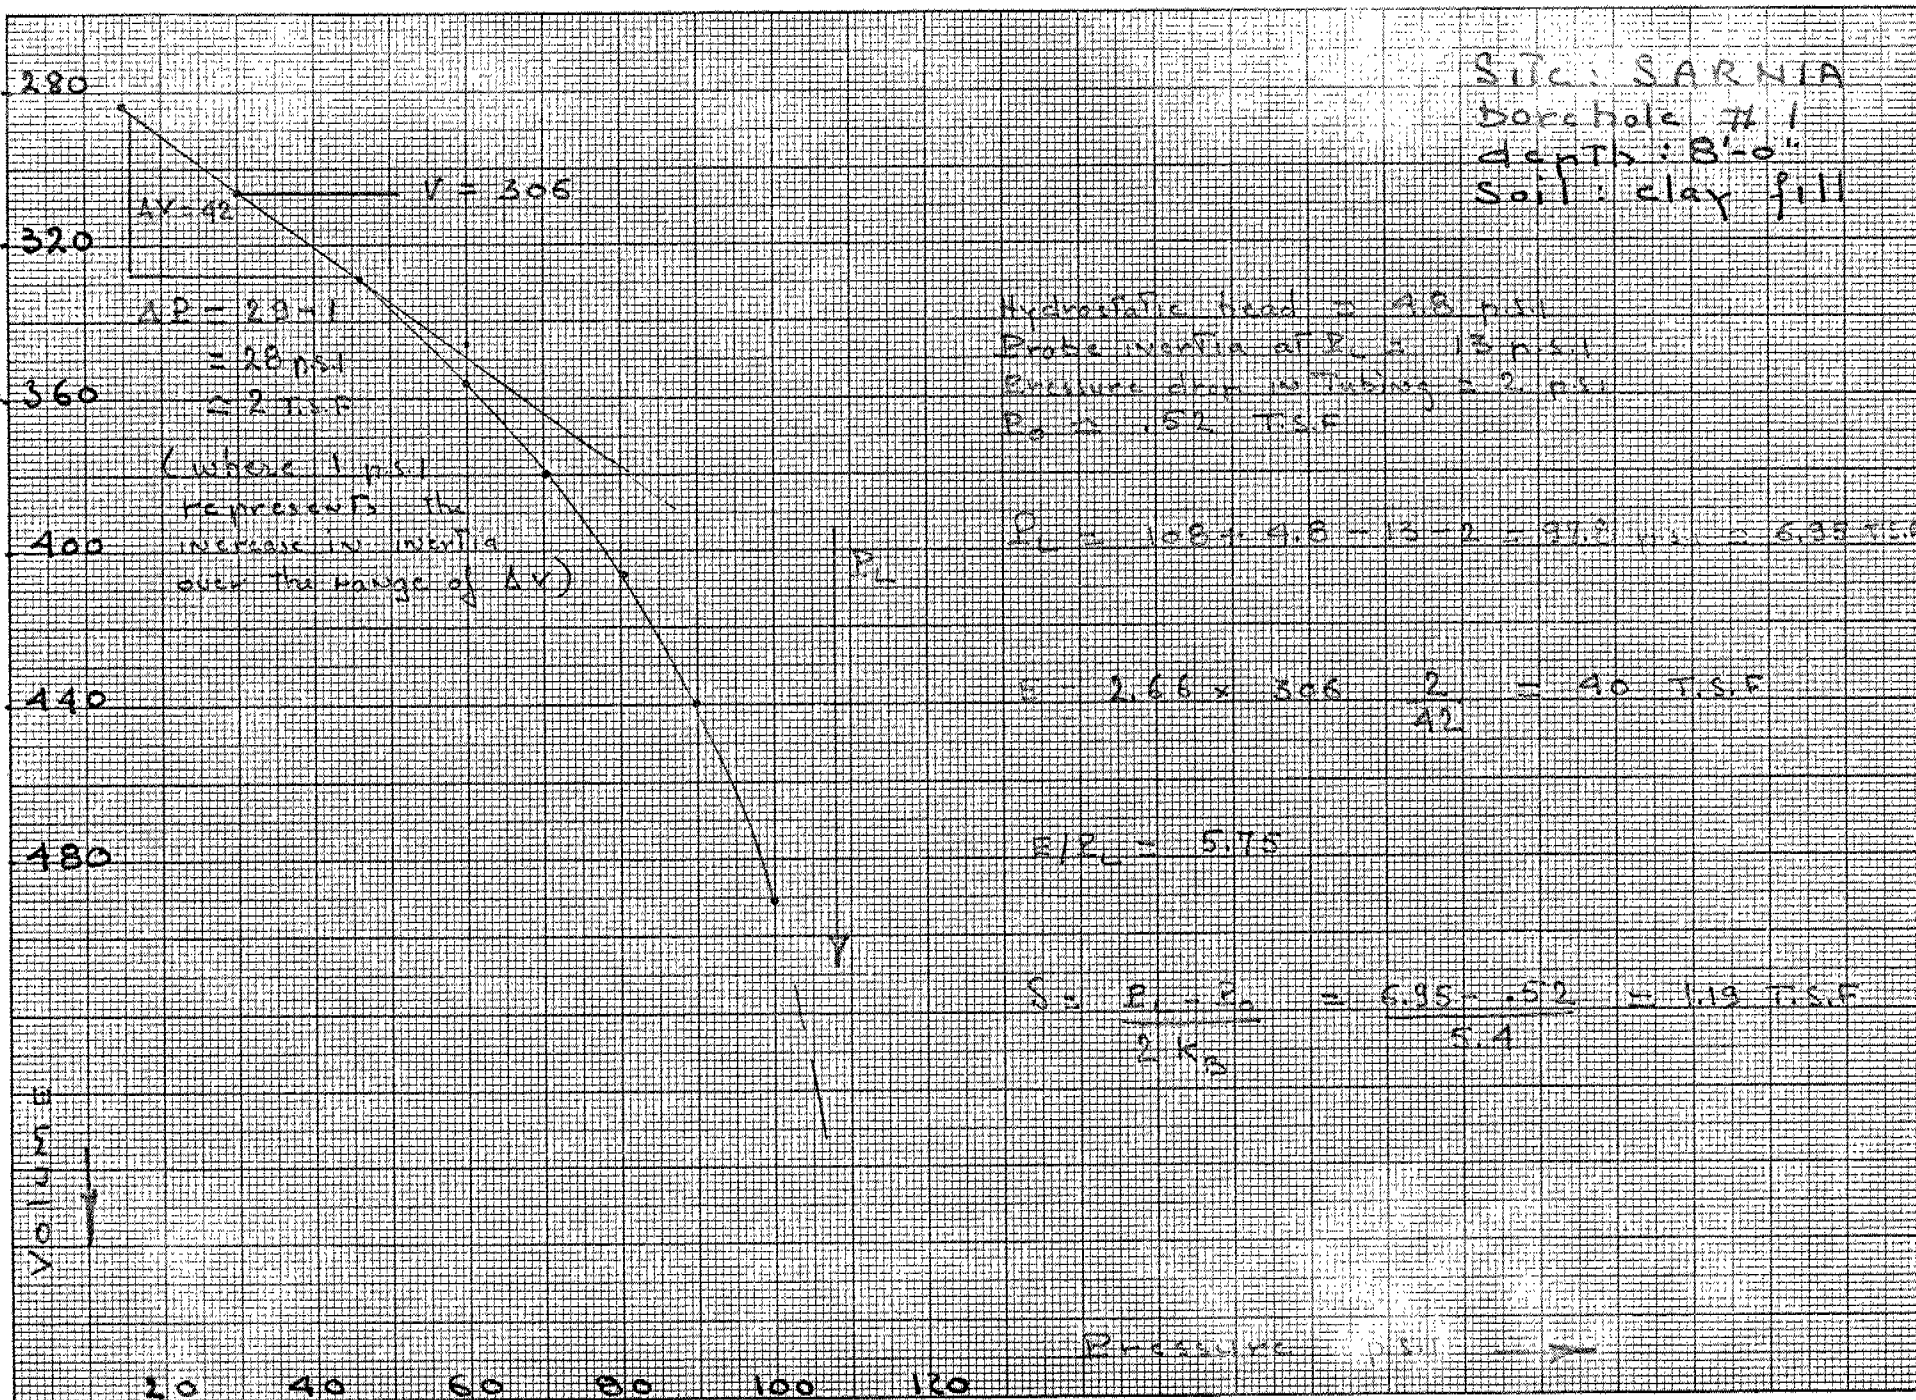 Site: SARNIA
borehole # 1
depth: 8'-0"
Soil: clay fill
280
320
360
400
440
480
V = 306
ΔV = 42
ΔP = 29-1
= 28 p.s.i
= 2 T.S.F
(where 1 p.s.i
represents the
increase in inertia
over the range of ΔV)
Hydrostatic head = 4.8 p.s.i
Probe inertia at PL = 13 p.s.i
Pressure drop in Tubing = 2 p.s.i
Po = .52 T.S.F
PL
PL = 108 + 4.8 - 13 - 2 = 97.8 p.s.i = 6.95 T.S.F
E 2.66 x 306 2/42 = 40 T.S.F
E/PL = 5.75
S = PL - Po / 2 KB = 6.95 - .52 / 5.4 = 1.19 T.S.F
Volume
Pressure p.s.i
20 40 60 80 100 120